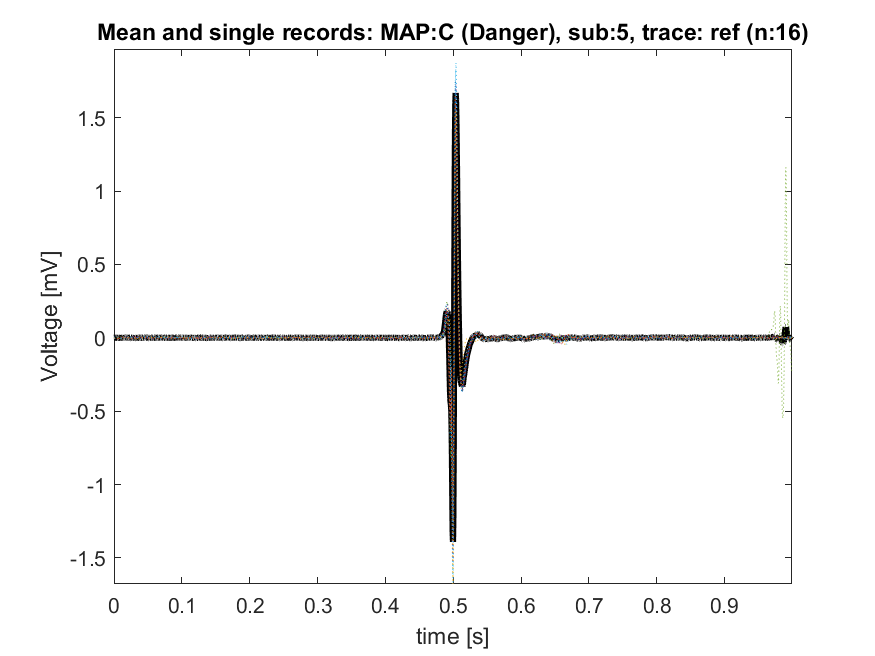 Mean and single records: MAP:C (Danger), sub:5, trace: ref (n:16)
1.5
1
0.5
0
-0.5
-1
-1.5
Voltage [mV]
0 0.1 0.2 0.3 0.4 0.5 0.6 0.7 0.8 0.9
time [s]